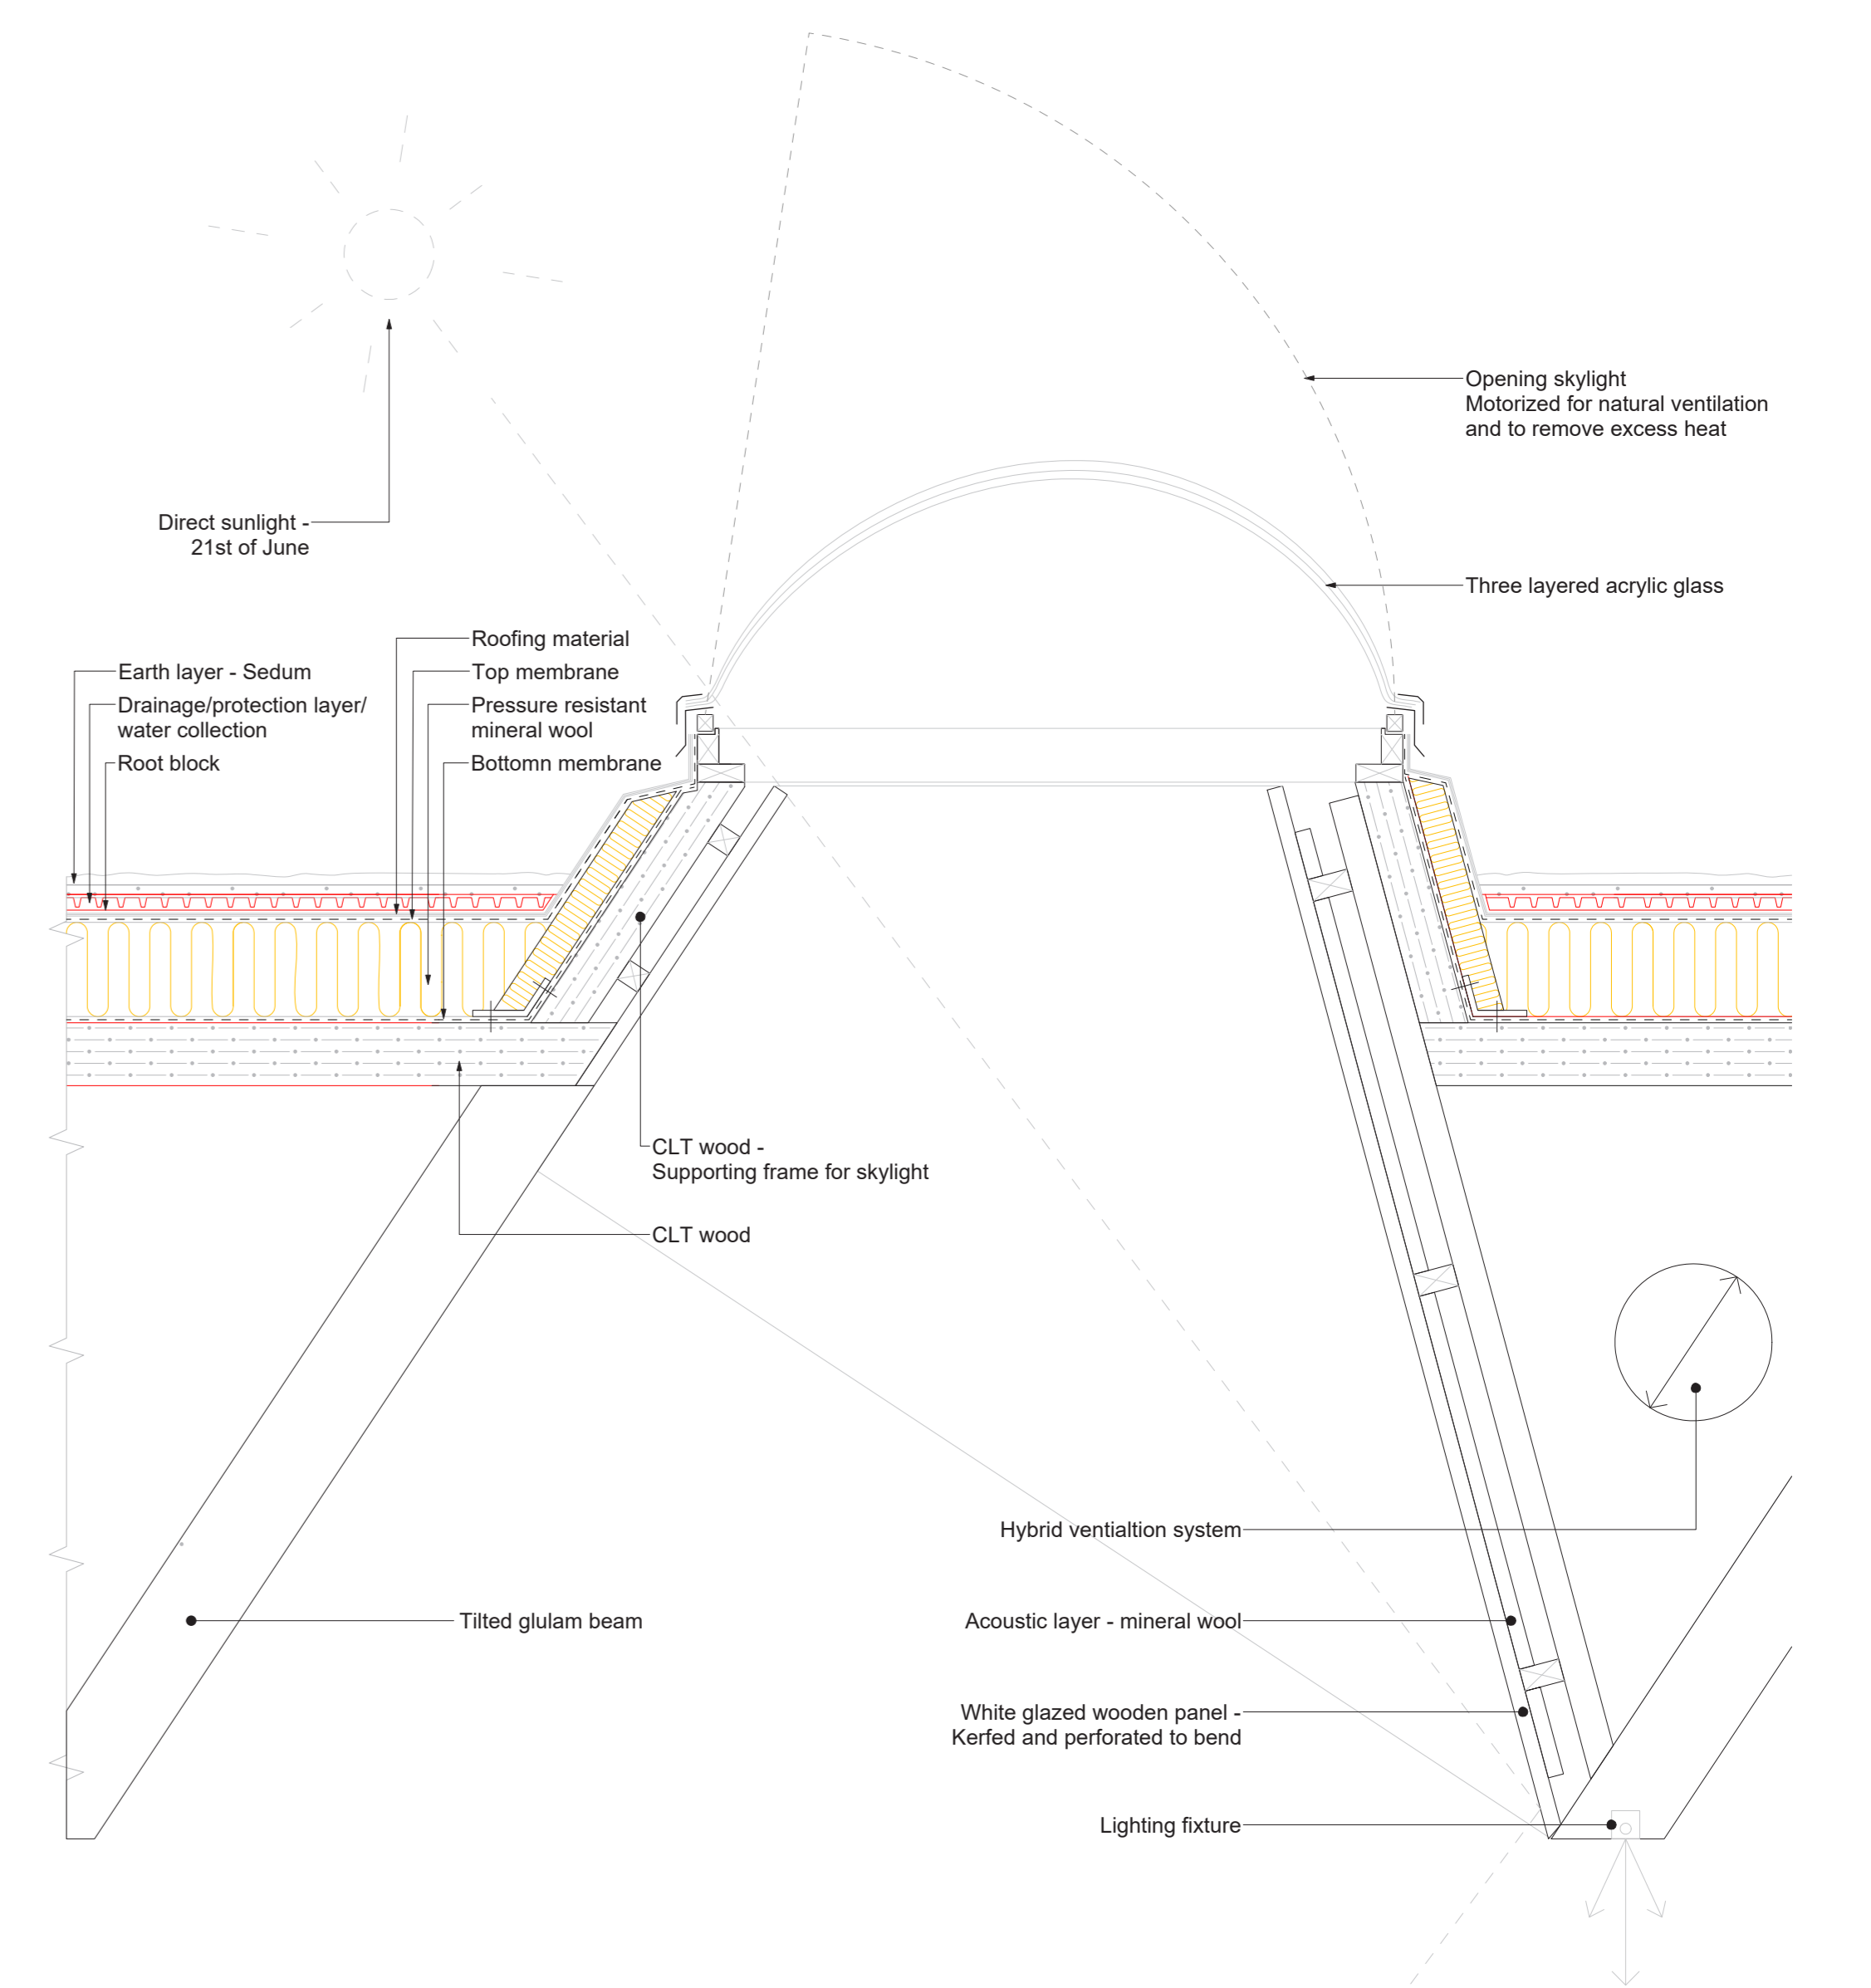 Opening skylight
Motorized for natural ventilation
and to remove excess heat
Direct sunlight -
21st of June
Three layered acrylic glass
Roofing material
Earth layer - Sedum
Top membrane
Drainage/protection layer/
water collection
Pressure resistant
mineral wool
Root block
Bottomn membrane
CLT wood -
Supporting frame for skylight
CLT wood
Hybrid ventialtion system
Tilted glulam beam
Acoustic layer - mineral wool
White glazed wooden panel -
Kerfed and perforated to bend
Lighting fixture